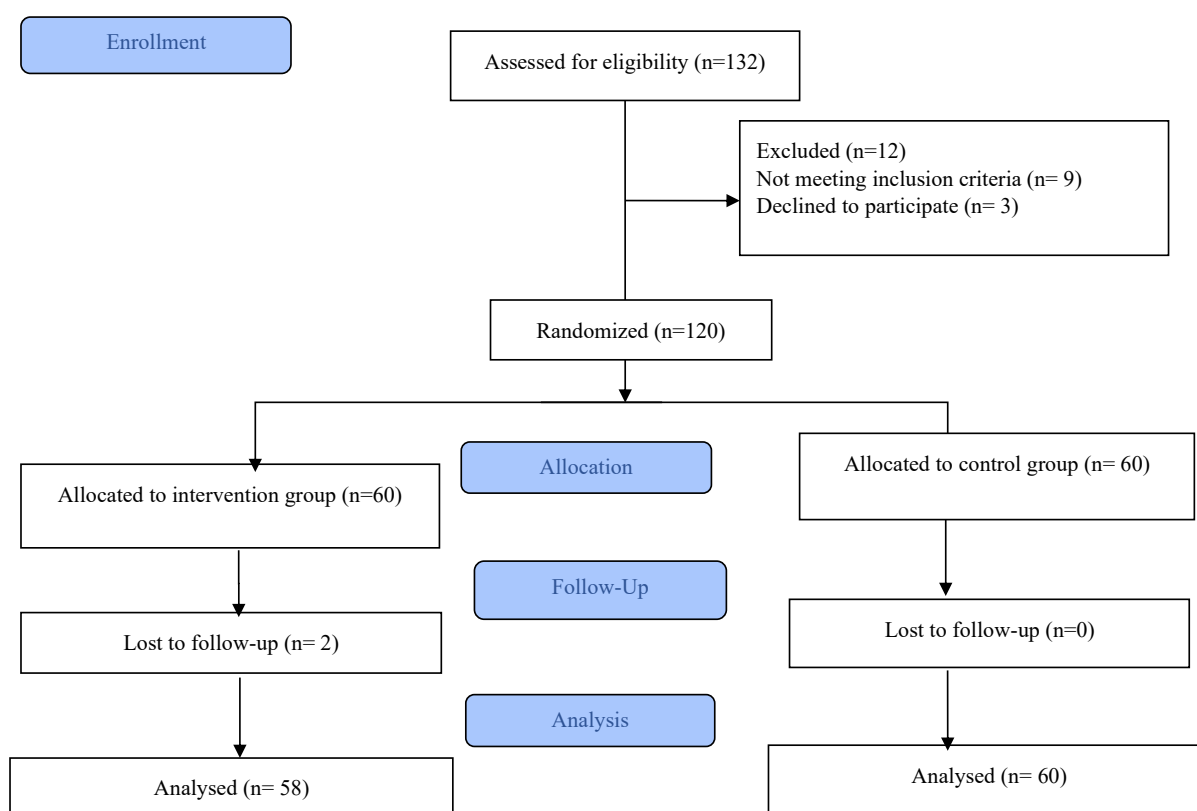 Enrollment
Assessed for eligibility (n=132)
Excluded (n=12)
Not meeting inclusion criteria (n= 9)
Declined to participate (n= 3)
Randomized (n=120)
Allocation
Allocated to intervention group (n=60)
Allocated to control group (n= 60)
Follow-Up
Lost to follow-up (n= 2)
Lost to follow-up (n=0)
Analysis
Analysed (n= 58)
Analysed (n= 60)